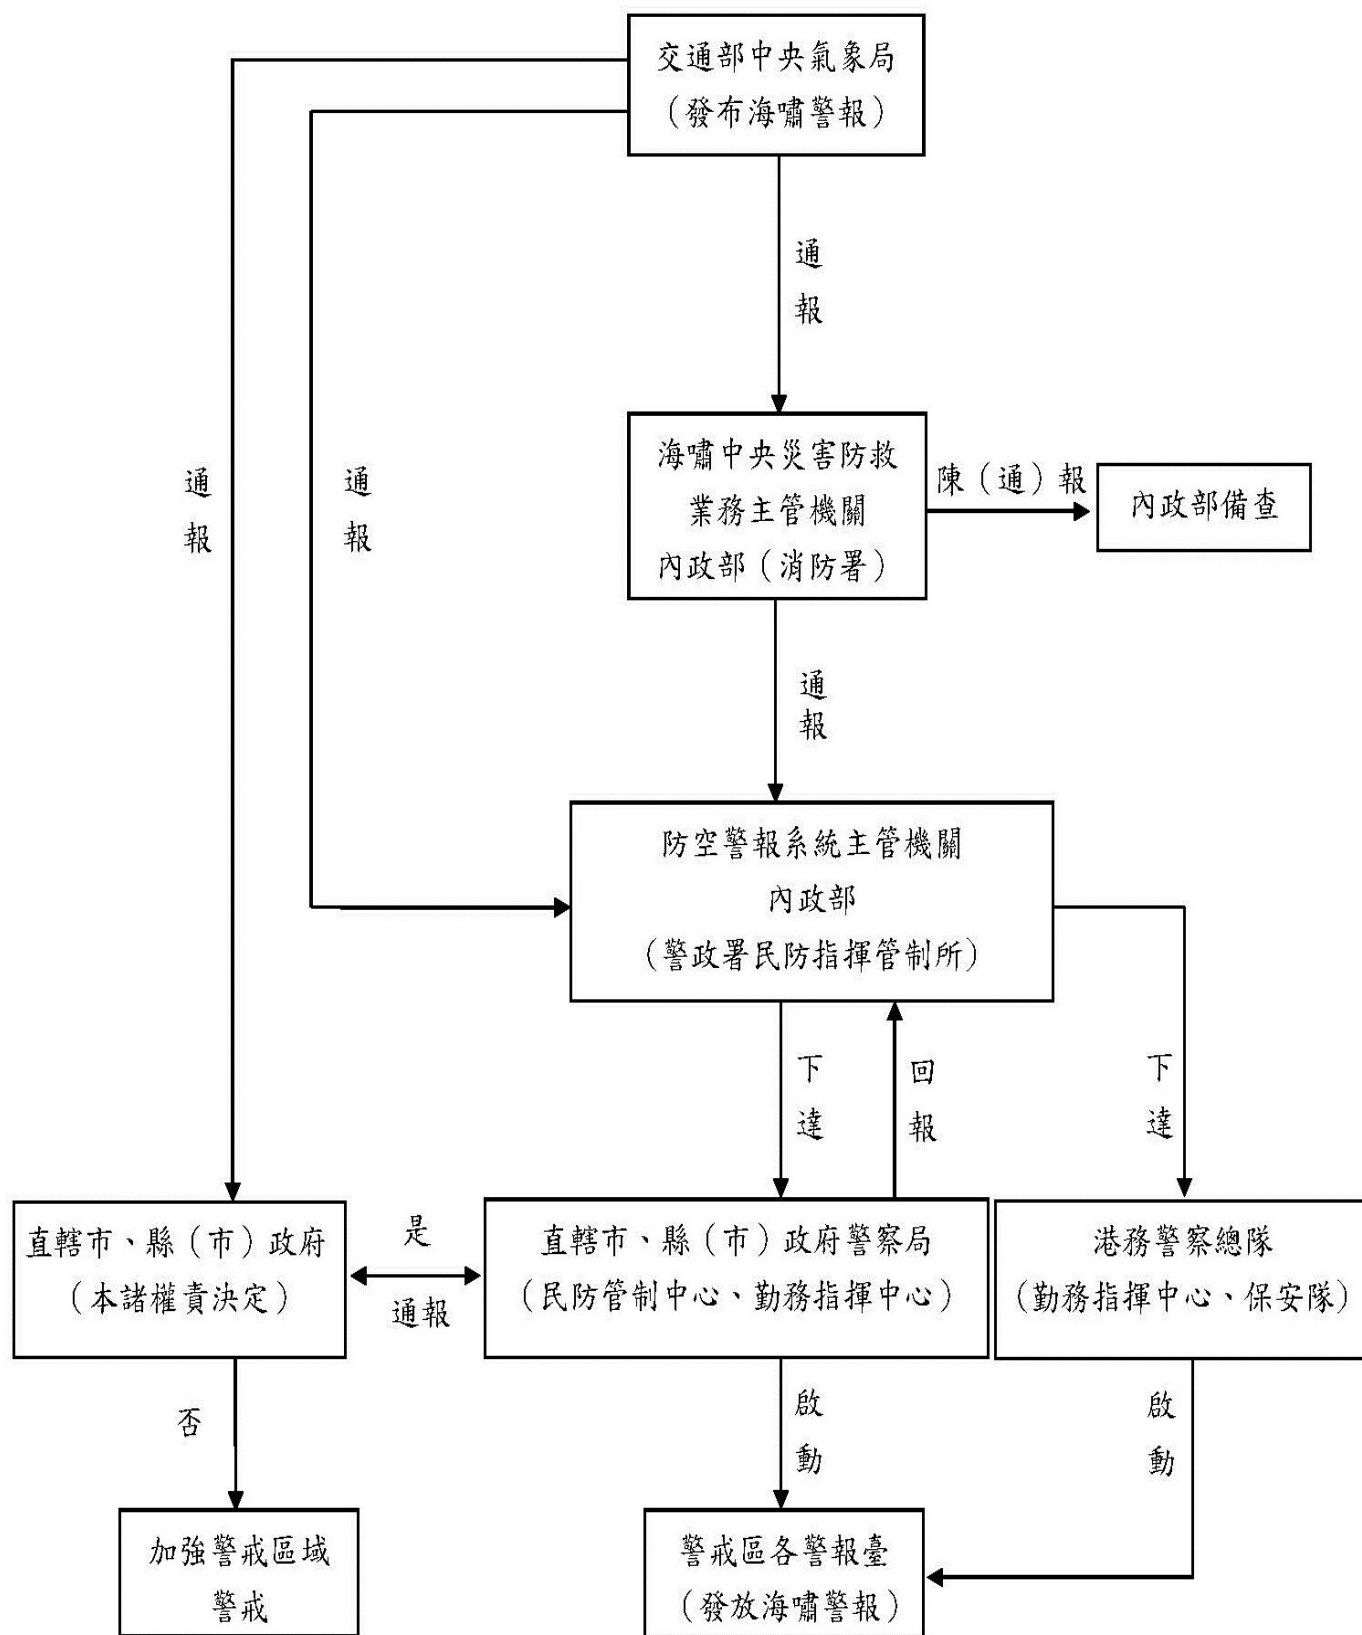 交通部中央氣象局
（發布海嘯警報）
通
報
海嘯中央災害防救
業務主管機關
內政部（消防署）
陳（通）報
內政部備查
通
報
通
報
通
報
防空警報系統主管機關
內政部
（警政署民防指揮管制所）
下
達
回
報
下
達
直轄市、縣（市）政府
（本諸權責決定）
是
通報
直轄市、縣（市）政府警察局
（民防管制中心、勤務指揮中心）
港務警察總隊
（勤務指揮中心、保安隊）
否
啟
動
啟
動
加強警戒區域
警戒
警戒區各警報臺
（發放海嘯警報）